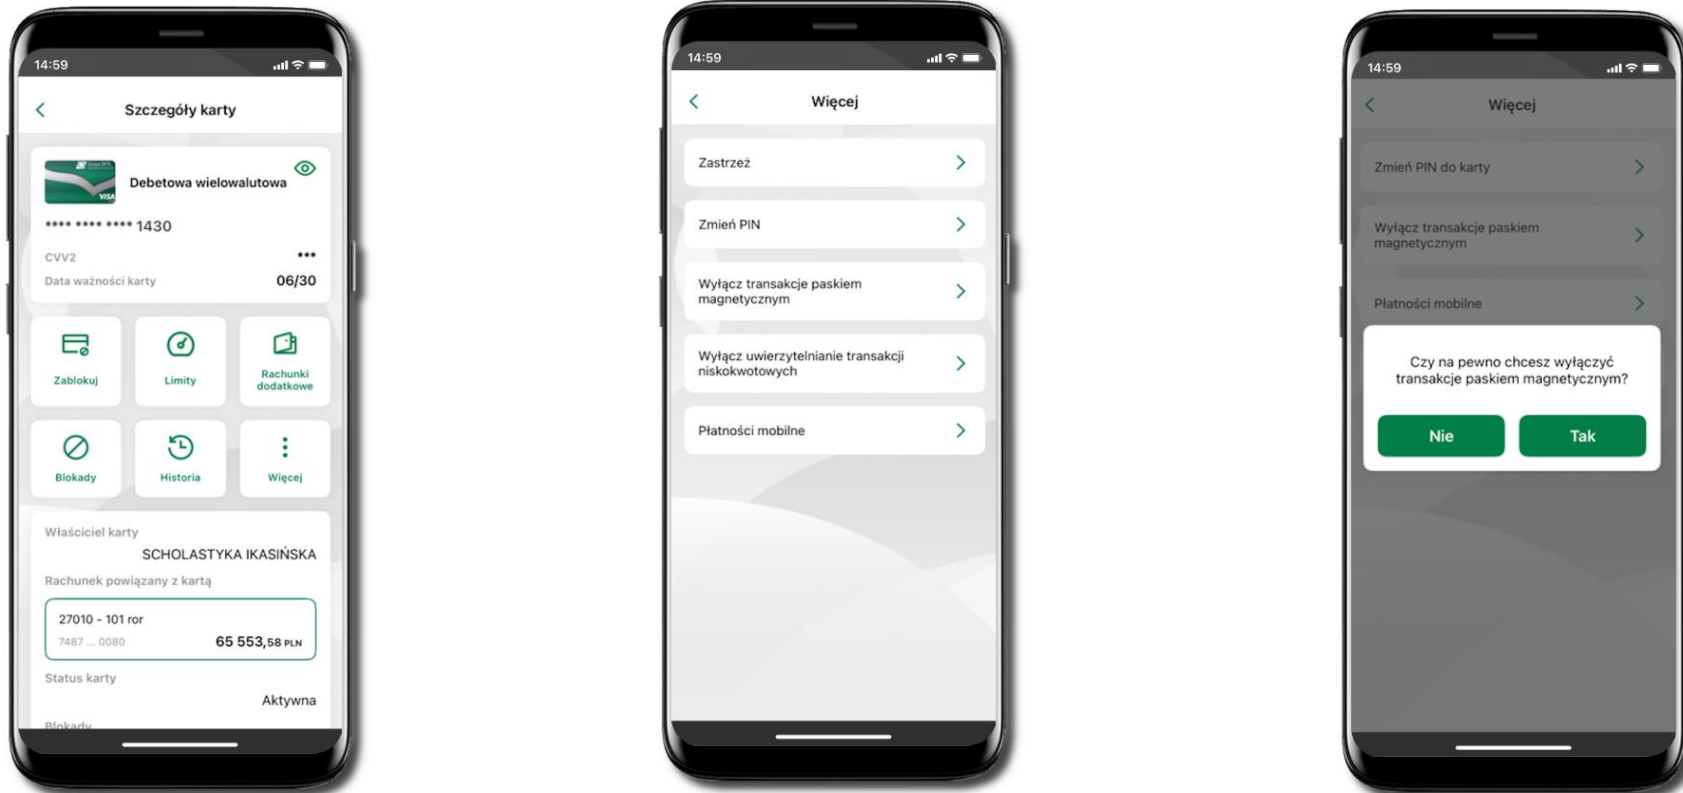 14:59
Szczegóły karty
VISA
Debetowa wielowalutowa
**** **** **** 1430
CVV2 ***
Data ważności karty 06/30
Zablokuj
Limity
Rachunki
dodatkowe
Blokady
Historia
Więcej
Właściciel karty
SCHOLASTYKA IKASIŃSKA
Rachunek powiązany z kartą
27010 - 101 ror
7487 ... 0080 65 553,58 PLN
Status karty
Aktywna
Blokady
14:59
Więcej
Zastrzeż
Zmień PIN
Wyłącz transakcje paskiem
magnetycznym
Wyłącz uwierzytelnianie transakcji
niskokwotowych
Płatności mobilne
14:59
Więcej
Zmień PIN do karty
Wyłącz transakcje paskiem
magnetycznym
Płatności mobilne
Czy na pewno chcesz wyłączyć
transakcje paskiem magnetycznym?
Nie
Tak